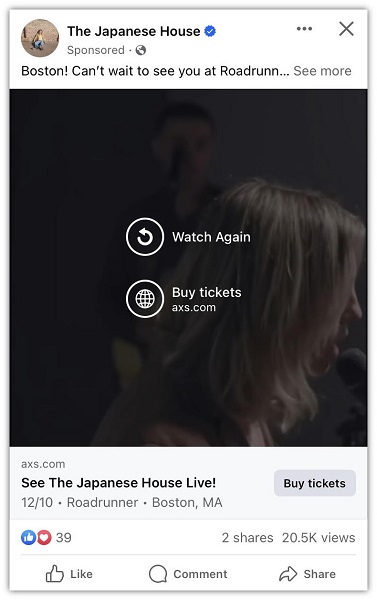 The Japanese House
Sponsored ·
Boston! Can't wait to see you at Roadrunn... See more
Watch Again
Buy tickets
axs.com
axs.com
See The Japanese House Live!
12/10 • Roadrunner • Boston, MA
Buy tickets
39
2 shares 20.5K views
Like
Comment
Share